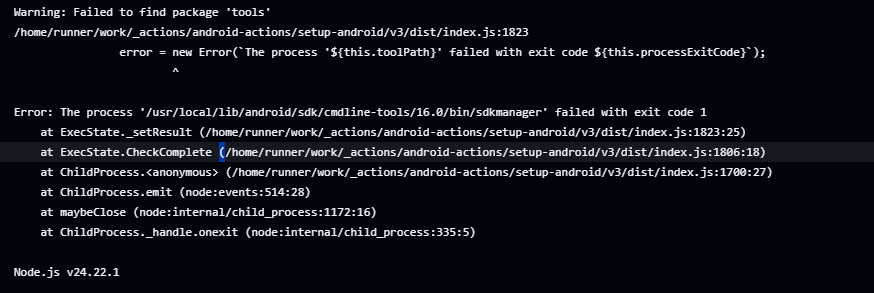 Warning: Failed to find package 'tools'
/home/runner/work/_actions/android-actions/setup-android/v3/dist/index.js:1823
error = new Error(`The process '${this.toolPath}' failed with exit code ${this.processExitCode}`);
^
Error: The process '/usr/local/lib/android/sdk/cmdline-tools/16.0/bin/sdkmanager' failed with exit code 1
at ExecState._setResult (/home/runner/work/_actions/android-actions/setup-android/v3/dist/index.js:1823:25)
at ExecState.CheckComplete (/home/runner/work/_actions/android-actions/setup-android/v3/dist/index.js:1806:18)
at ChildProcess.<anonymous> (/home/runner/work/_actions/android-actions/setup-android/v3/dist/index.js:1700:27)
at ChildProcess.emit (node:events:514:28)
at maybeClose (node:internal/child_process:1172:16)
at ChildProcess._handle.onexit (node:internal/child_process:335:5)
Node.js v24.22.1